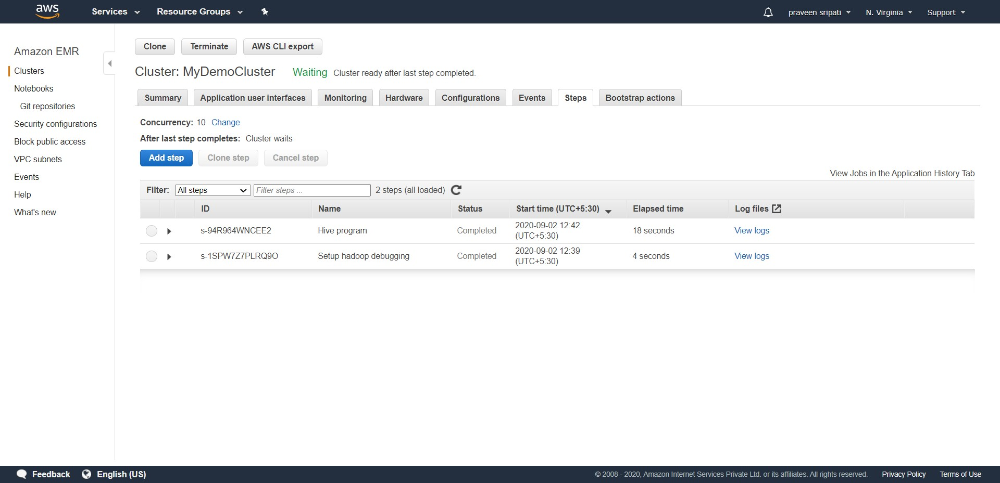 aws Services Resource Groups praveen sripati N. Virginia Support
Amazon EMR
Clusters
Notebooks
Git repositories
Security configurations
Block public access
VPC subnets
Events
Help
What's new
Clone Terminate AWS CLI export
Cluster: MyDemoCluster Waiting Cluster ready after last step completed.
Summary Application user interfaces Monitoring Hardware Configurations Events Steps Bootstrap actions
Concurrency: 10 Change
After last step completes: Cluster waits
Add step Clone step Cancel step
View Jobs in the Application History Tab
Filter: All steps Filter steps ... 2 steps (all loaded)
ID Name Status Start time (UTC+5:30) Elapsed time Log files
s-94R964WNCEE2 Hive program Completed 2020-09-02 12:42 (UTC+5:30) 18 seconds View logs
s-1SPW7Z7PLRQ9O Setup hadoop debugging Completed 2020-09-02 12:39 (UTC+5:30) 4 seconds View logs
Feedback English (US) © 2008 - 2020, Amazon Internet Services Private Ltd. or its affiliates. All rights reserved. Privacy Policy Terms of Use